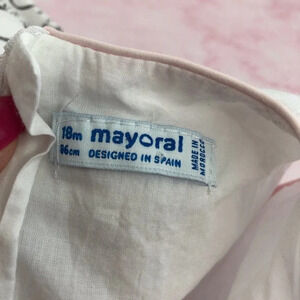 18m mayoral
86cm DESIGNED IN SPAIN
MADE IN
MOROCCO